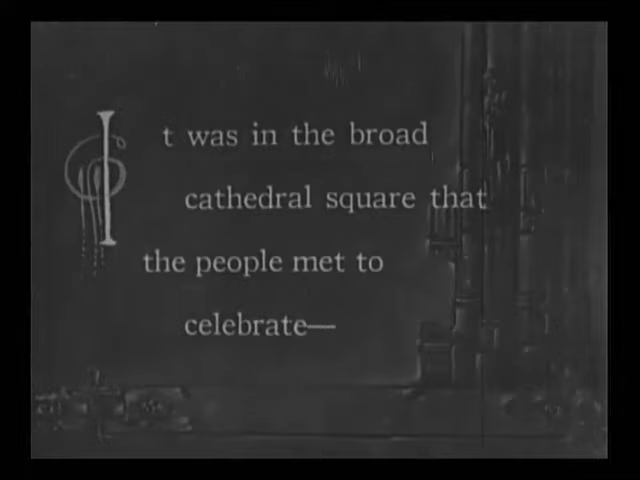 It was in the broad
cathedral square that
the people met to
celebrate—